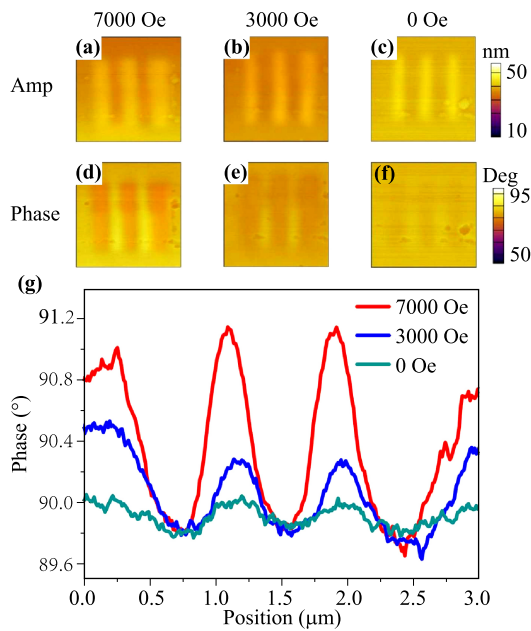 7000 Oe 3000 Oe 0 Oe
(a) (b) (c) nm
Amp 50
10
(d) (e) (f) Deg
Phase 95
50
(g)
91.2 7000 Oe
3000 Oe
0 Oe
90.8
90.4
90.0
89.6
Phase (°)
0.0 0.5 1.0 1.5 2.0 2.5 3.0
Position (μm)